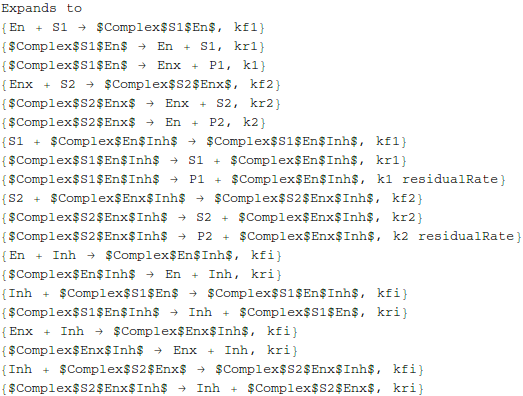 Expands to
{En + S1 → $Complex$S1$En$, kf1}
{$Complex$S1$En$ → En + S1, kr1}
{$Complex$S1$En$ → Enx + P1, k1}
{Enx + S2 → $Complex$S2$Enx$, kf2}
{$Complex$S2$Enx$ → Enx + S2, kr2}
{$Complex$S2$Enx$ → En + P2, k2}
{S1 + $Complex$En$Inh$ → $Complex$S1$En$Inh$, kf1}
{$Complex$S1$En$Inh$ → S1 + $Complex$En$Inh$, kr1}
{$Complex$S1$En$Inh$ → P1 + $Complex$En$Inh$, k1 residualRate}
{S2 + $Complex$Enx$Inh$ → $Complex$S2$Enx$Inh$, kf2}
{$Complex$S2$Enx$Inh$ → S2 + $Complex$Enx$Inh$, kr2}
{$Complex$S2$Enx$Inh$ → P2 + $Complex$Enx$Inh$, k2 residualRate}
{En + Inh → $Complex$En$Inh$, kfi}
{$Complex$En$Inh$ → En + Inh, kri}
{Inh + $Complex$S1$En$ → $Complex$S1$En$Inh$, kfi}
{$Complex$S1$En$Inh$ → Inh + $Complex$S1$En$, kri}
{Enx + Inh → $Complex$Enx$Inh$, kfi}
{$Complex$Enx$Inh$ → Enx + Inh, kri}
{Inh + $Complex$S2$Enx$ → $Complex$S2$Enx$Inh$, kfi}
{$Complex$S2$Enx$Inh$ → Inh + $Complex$S2$Enx$, kri}